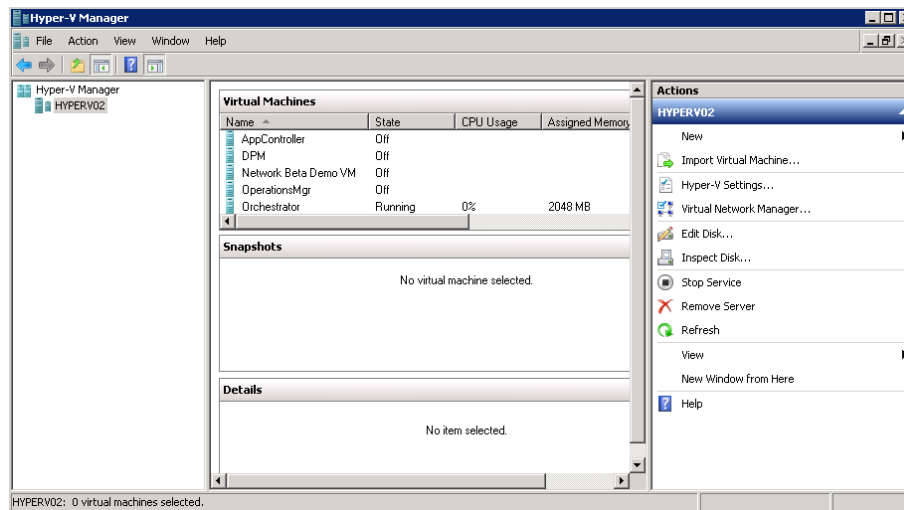 Hyper-V Manager
File Action View Window Help
Hyper-V Manager
HYPERV02
Virtual Machines
Name State CPU Usage Assigned Memory
AppController Off
DPM Off
Network Beta Demo VM Off
OperationsMgr Off
Orchestrator Running 0% 2048 MB
Snapshots
No virtual machine selected.
Details
No item selected.
Actions
HYPERV02
New
Import Virtual Machine...
Hyper-V Settings...
Virtual Network Manager...
Edit Disk...
Inspect Disk...
Stop Service
Remove Server
Refresh
View
New Window from Here
Help
HYPERV02: 0 virtual machines selected.